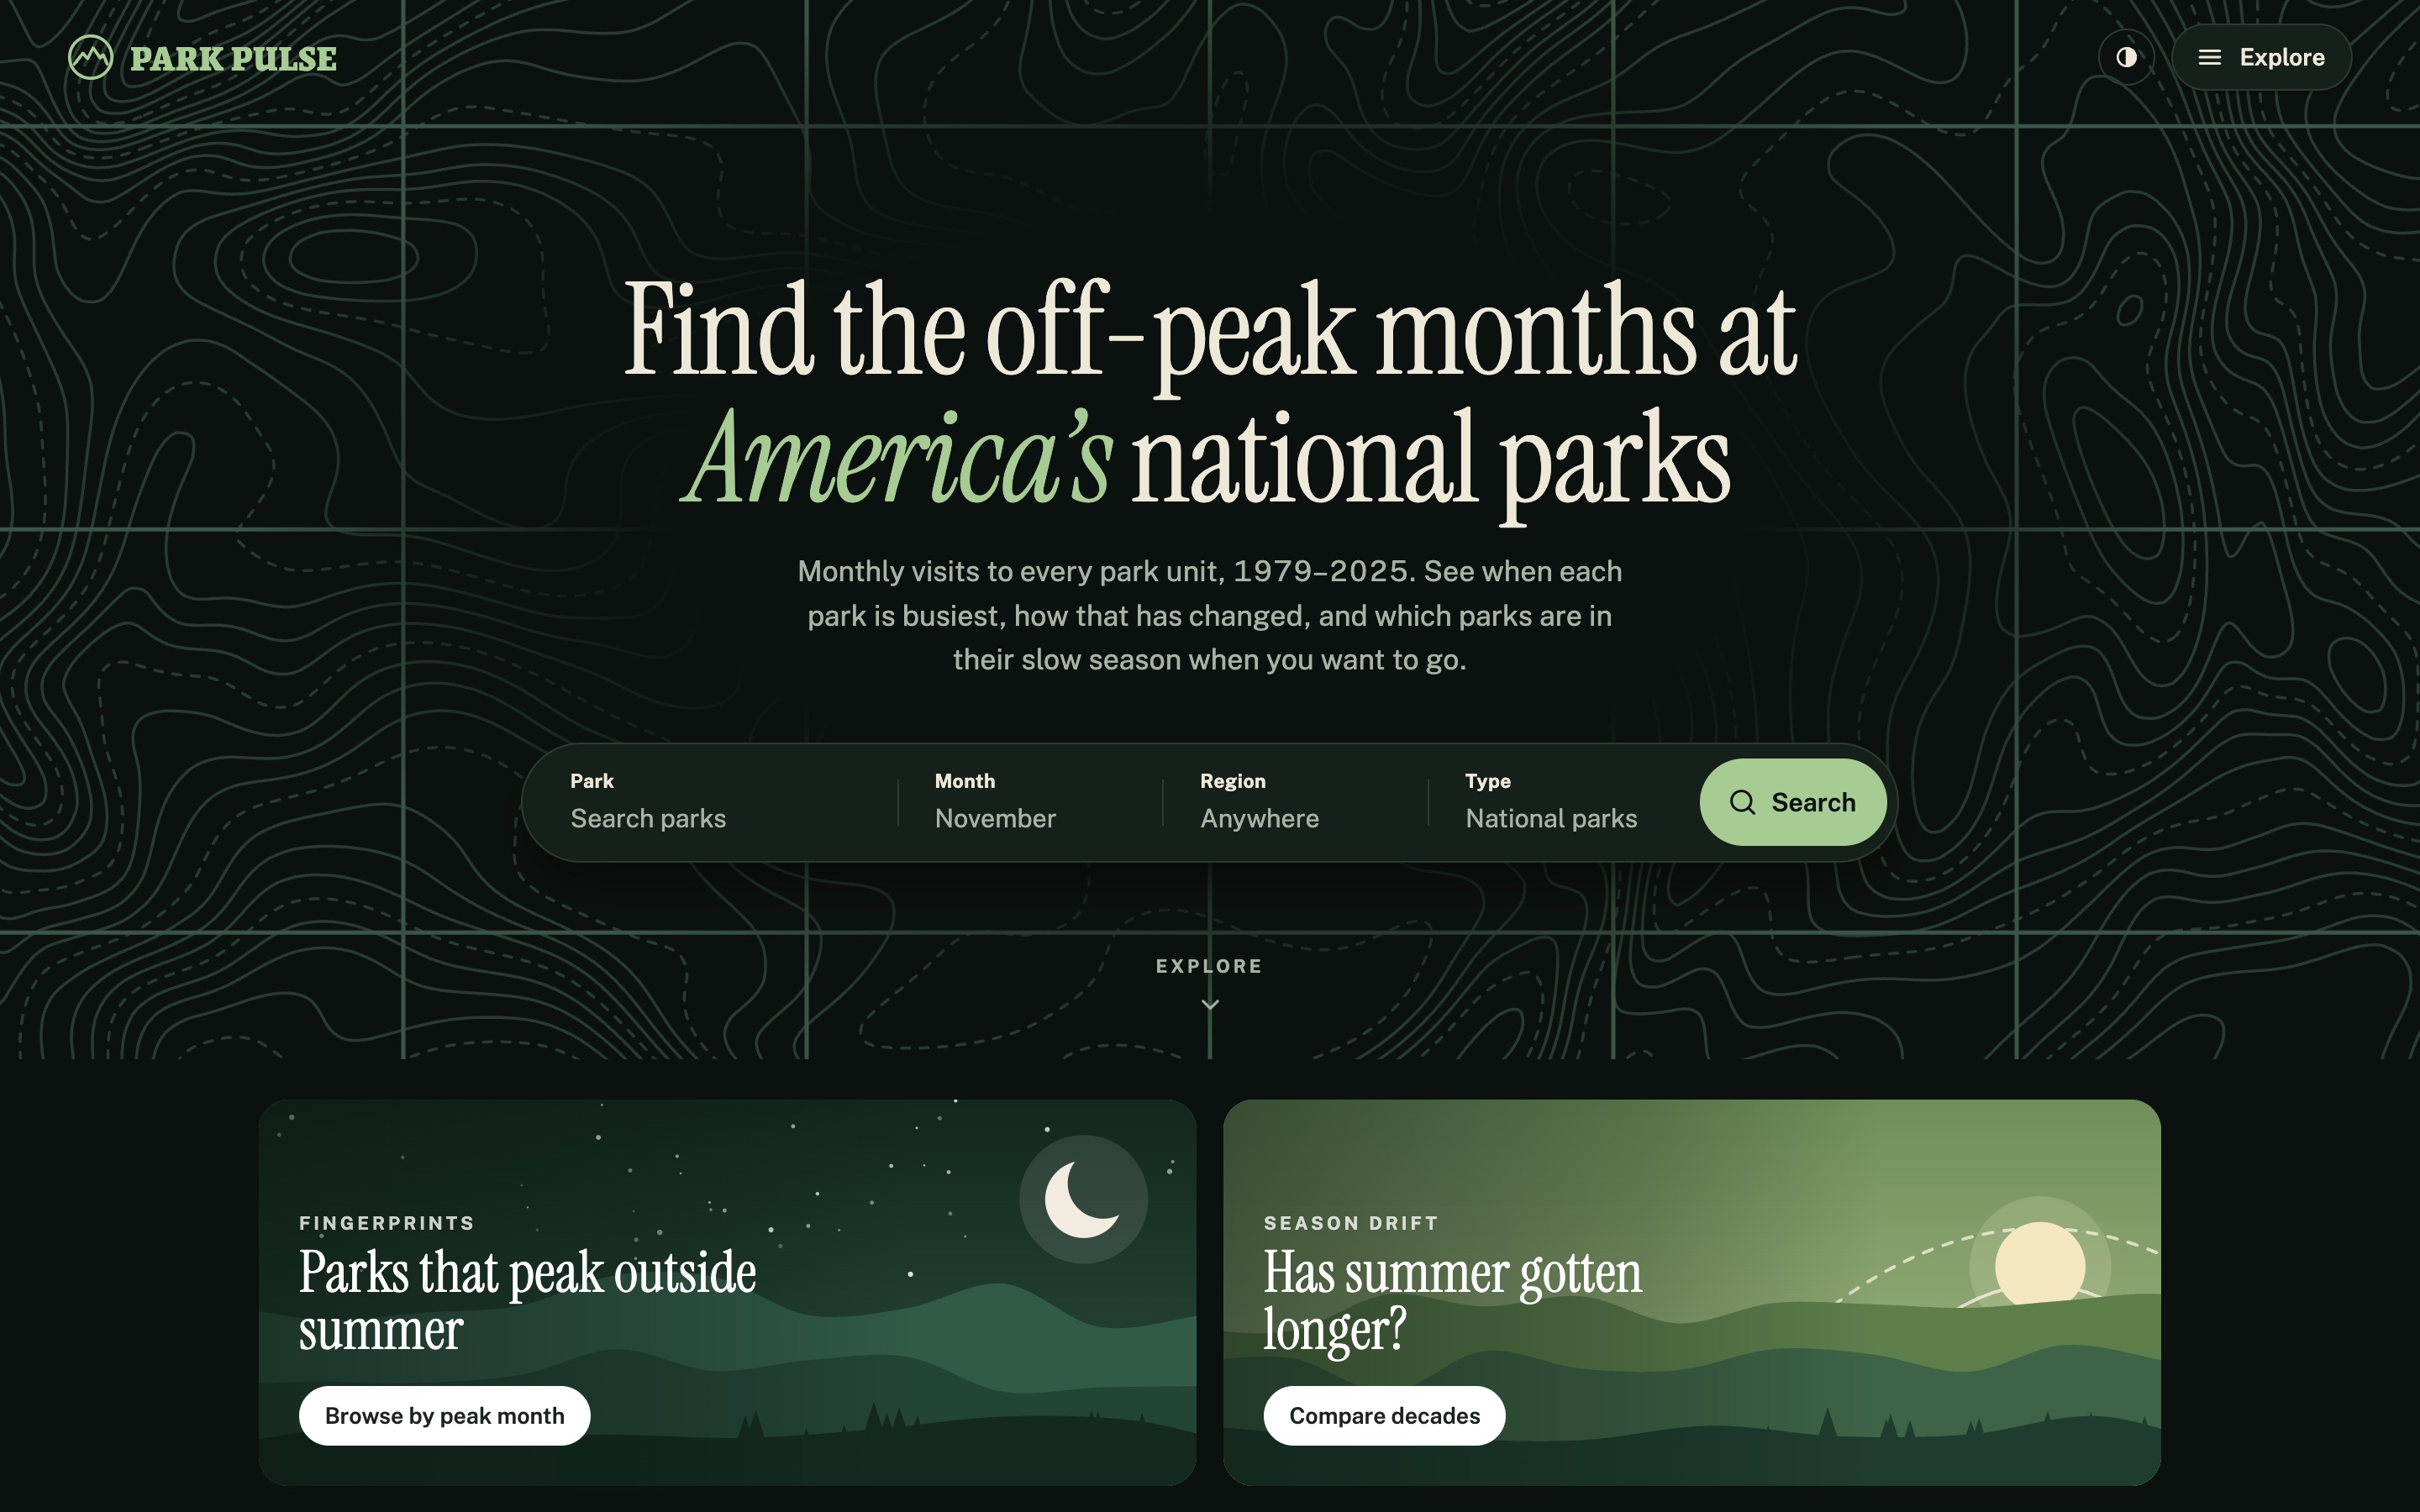 PARK PULSE
Explore
Find the off-peak months at
America’s national parks
Monthly visits to every park unit, 1979–2025. See when each
park is busiest, how that has changed, and which parks are in
their slow season when you want to go.
Park
Search parks
Month
November
Region
Anywhere
Type
National parks
Search
EXPLORE
FINGERPRINTS
Parks that peak outside
summer
Browse by peak month
SEASON DRIFT
Has summer gotten
longer?
Compare decades